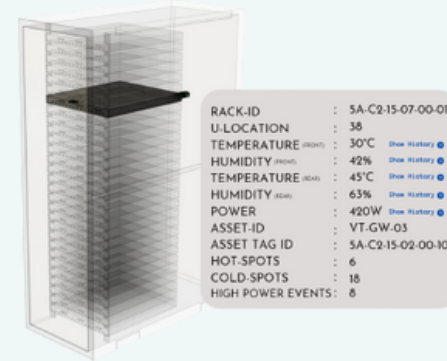 RACK-ID : 5A-C2-15-07-00-01
U-LOCATION : 38
TEMPERATURE (FRONT) : 30°C Show History
HUMIDITY (FRONT) : 42%
TEMPERATURE (REAR) : 45°C Show History
HUMIDITY (REAR) : 63% Show History
POWER : 420W Show History
ASSET-ID : VT-GW-03
ASSET TAG ID : 5A-C2-15-02-00-10
HOT-SPOTS : 6
COLD-SPOTS : 18
HIGH POWER EVENTS : 8